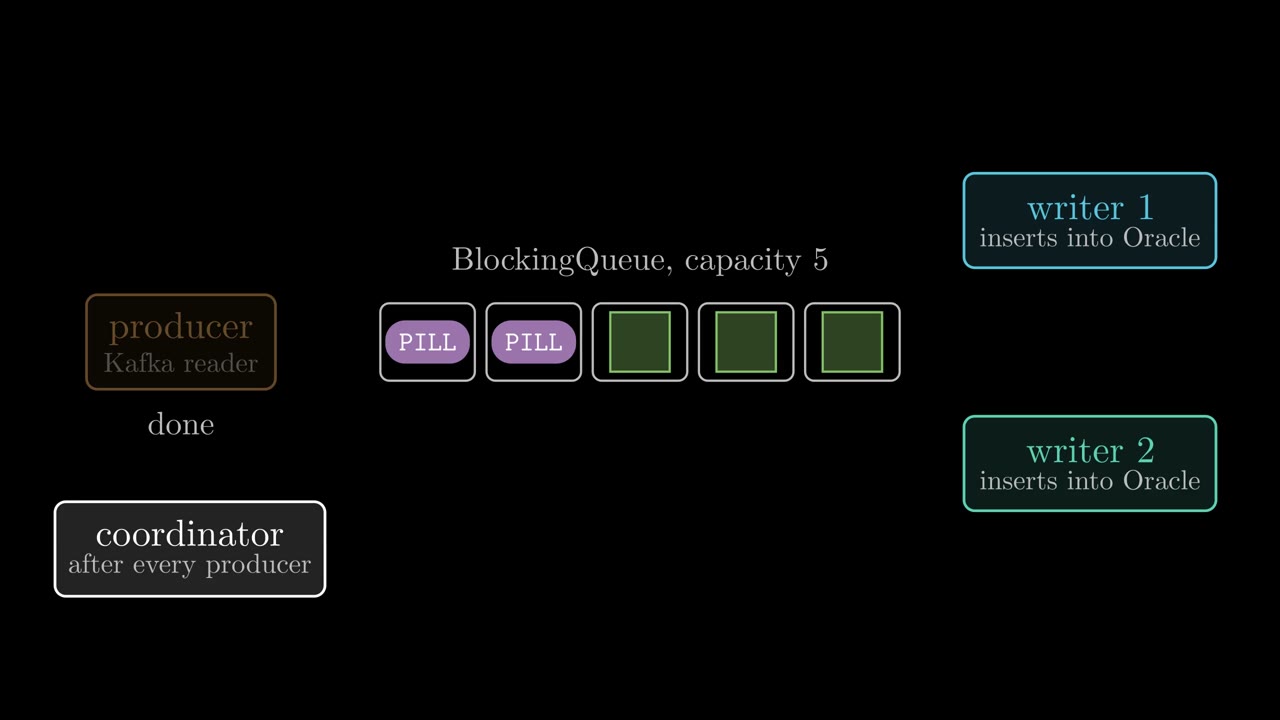 writer 1
inserts into Oracle
BlockingQueue, capacity 5
producer
Kafka reader
PILL
PILL
done
writer 2
inserts into Oracle
coordinator
after every producer